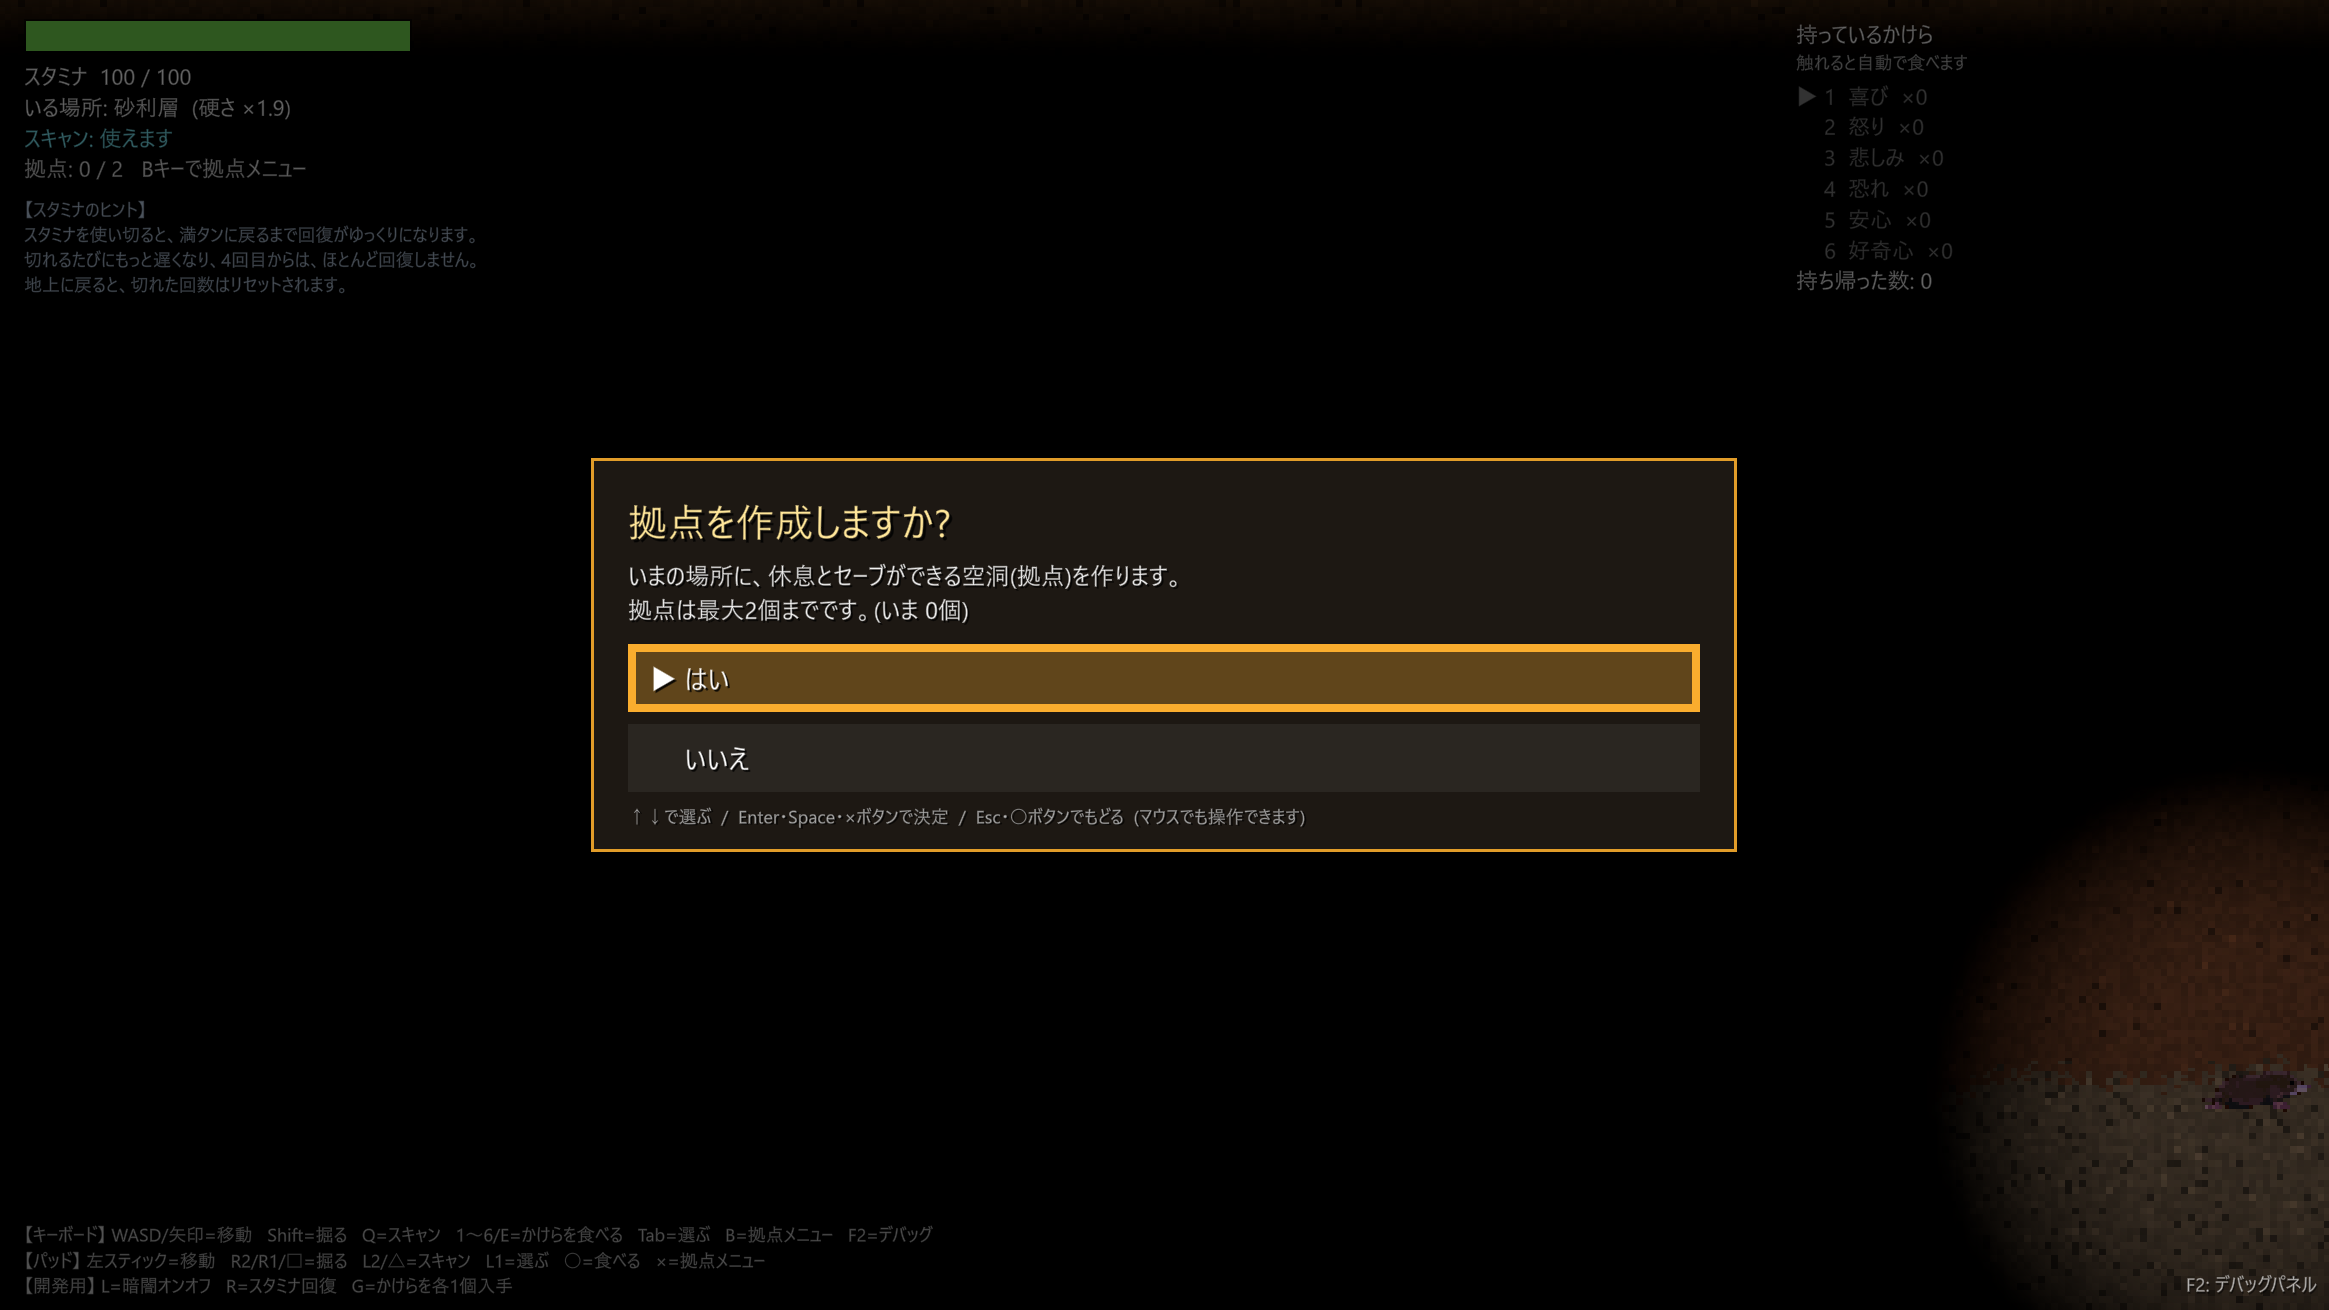 スタミナ 100 / 100
いる場所: 砂利層 (硬さ ×1.9)
スキャン: 使えます
拠点: 0 / 2 Bキーで拠点メニュー
【スタミナのヒント】
スタミナを使い切ると、満タンに戻るまで回復がゆっくりになります。
切れるたびにもっと遅くなり、4回目からは、ほとんど回復しません。
地上に戻ると、切れた回数はリセットされます。
持っているかけら
触れると自動で食べます
▶ 1 喜び ×0
2 怒り ×0
3 悲しみ ×0
4 恐れ ×0
5 安心 ×0
6 好奇心 ×0
持ち帰った数: 0
拠点を作成しますか?
いまの場所に、休息とセーブができる空洞(拠点)を作ります。
拠点は最大2個までです。(いま 0個)
▶ はい
いいえ
↑↓で選ぶ / Enter・Space・×ボタンで決定 / Esc・○ボタンでもどる (マウスでも操作できます)
【キーボード】 WASD/矢印=移動 Shift=掘る Q=スキャン 1～6/E=かけらを食べる Tab=選ぶ B=拠点メニュー F2=デバッグ
【パッド】 左スティック=移動 R2/R1/□=掘る L2/△=スキャン L1=選ぶ ○=食べる ×=拠点メニュー
【開発用】 L=暗闇オンオフ R=スタミナ回復 G=かけらを各1個入手
F2: デバッグパネル